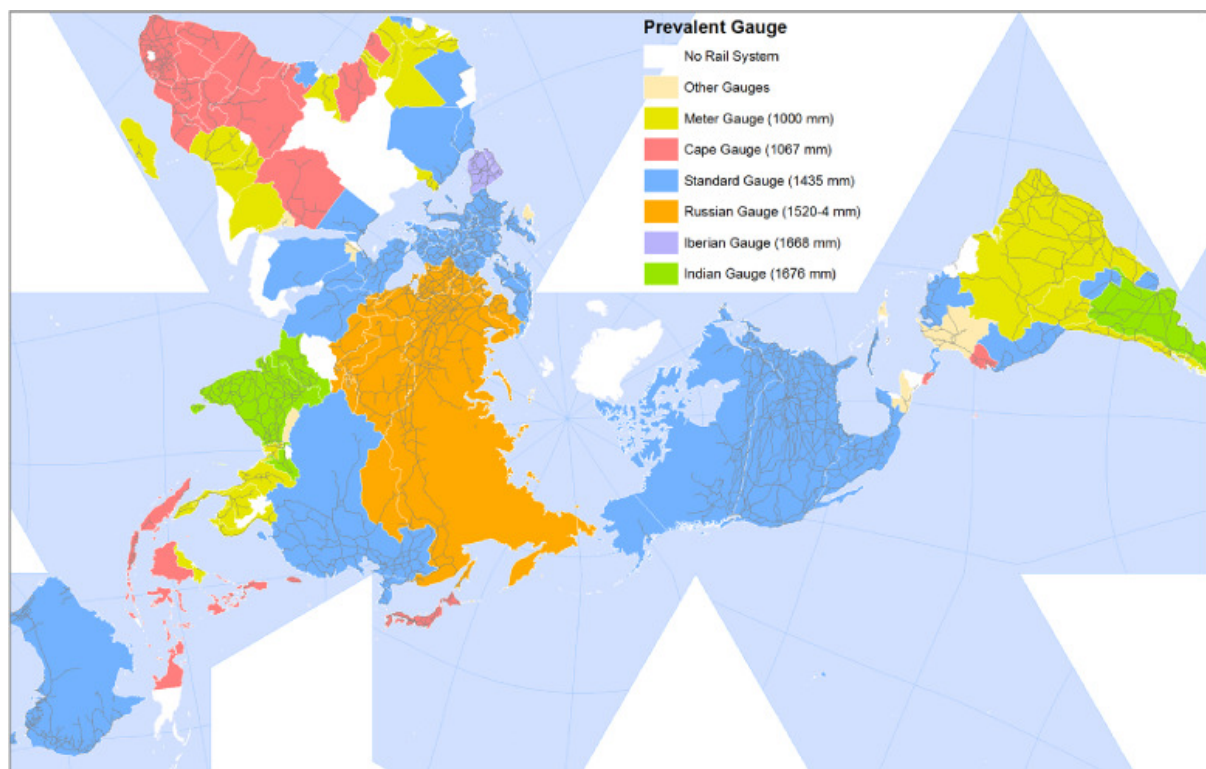 Prevalent Gauge
No Rail System
Other Gauges
Meter Gauge (1000 mm)
Cape Gauge (1067 mm)
Standard Gauge (1435 mm)
Russian Gauge (1520-4 mm)
Iberian Gauge (1668 mm)
Indian Gauge (1676 mm)